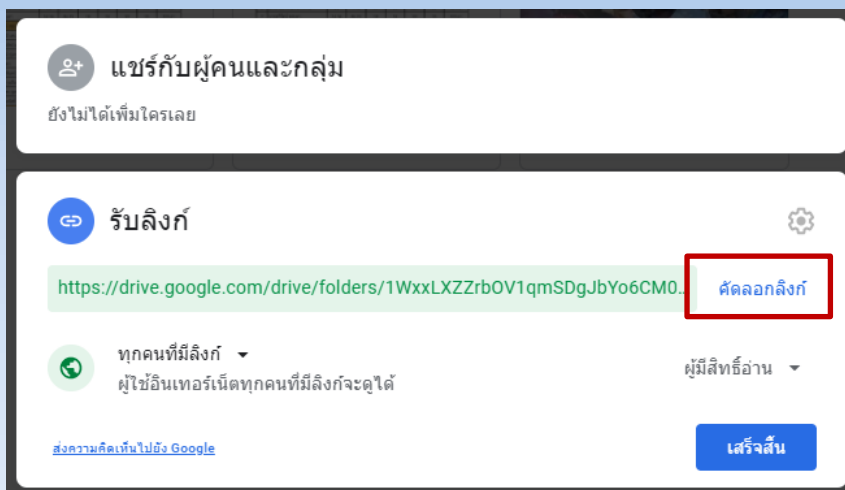 แชร์กับผู้คนและกลุ่ม
ยังไม่ได้เพิ่มใครเลย
รับลิงก์
https://drive.google.com/drive/folders/1WxxLXZZrbOV1qmSDgJbYo6CM0... คัดลอกลิงก์
ทุกคนที่มีลิงก์
ผู้ใช้อินเทอร์เน็ตทุกคนที่มีลิงก์จะดูได้
ผู้มีสิทธิ์อ่าน
ส่งความคิดเห็นไปยัง Google
เสร็จสิ้น